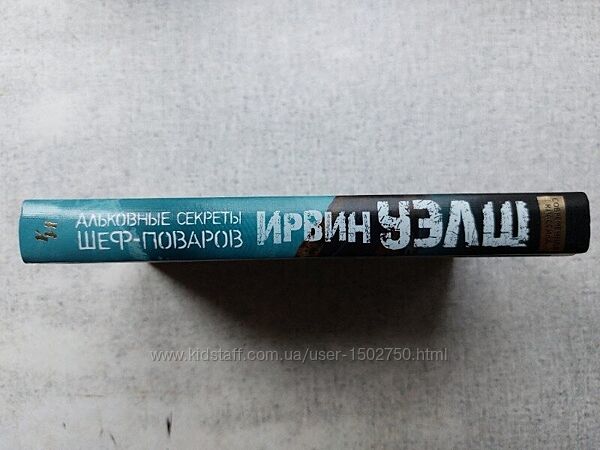 АЛЬКОВНЫЕ СЕКРЕТЫ
ШЕФ-ПОВАРОВ
ИРВИН УЭЛШ
www.kidstaff.com.ua/user-1502750.html